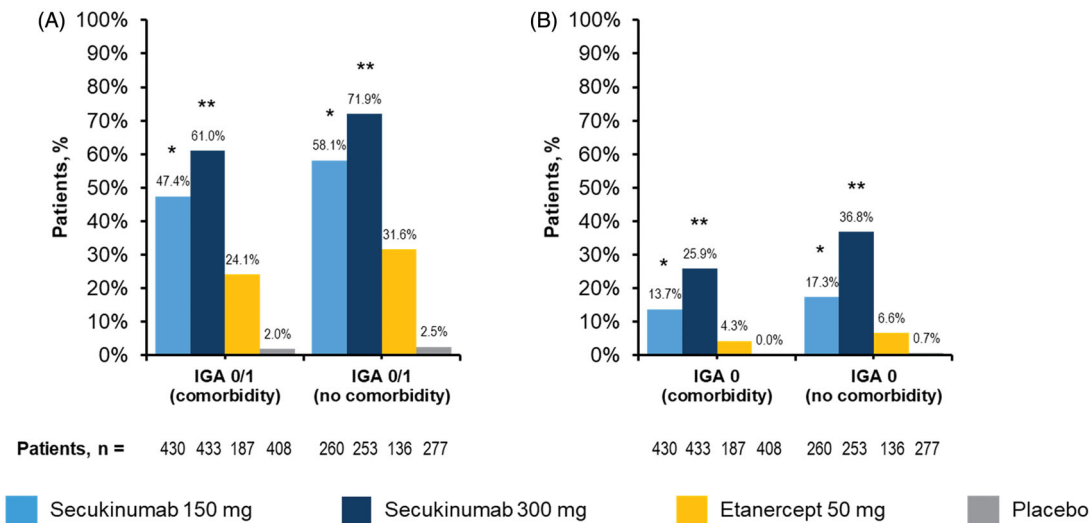 (A)
Patients, %
100%
90%
80%
70%
60%
50%
40%
30%
20%
10%
0%
* ** * **
47.4% 61.0% 24.1% 2.0% 58.1% 71.9% 31.6% 2.5%
IGA 0/1 IGA 0/1
(comorbidity) (no comorbidity)
(B)
Patients, %
100%
90%
80%
70%
60%
50%
40%
30%
20%
10%
0%
* ** * **
13.7% 25.9% 4.3% 0.0% 17.3% 36.8% 6.6% 0.7%
IGA 0 IGA 0
(comorbidity) (no comorbidity)
Patients, n = 430 433 187 408 260 253 136 277 430 433 187 408 260 253 136 277
Secukinumab 150 mg Secukinumab 300 mg Etanercept 50 mg Placebo